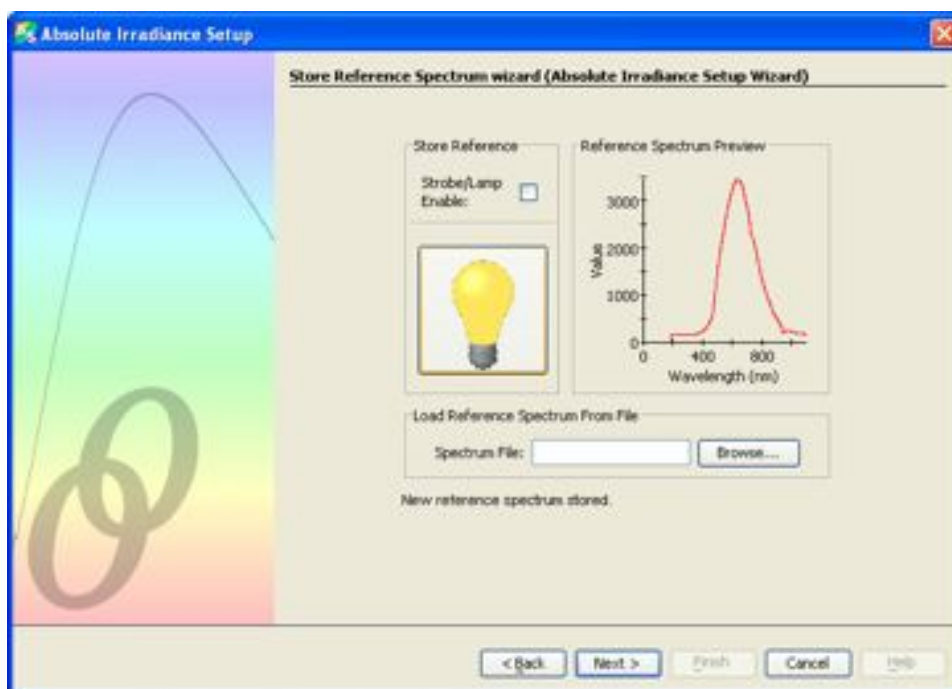 Absolute Irradiance Setup
Store Reference Spectrum wizard (Absolute Irradiance Setup Wizard)
Store Reference
Strobe/Lamp
Enable:
Reference Spectrum Preview
Value
3000
2000
1000
0
0 400 800
Wavelength (nm)
Load Reference Spectrum From File
Spectrum File:
Browse...
New reference spectrum stored.
< Back
Next >
Finish
Cancel
Help